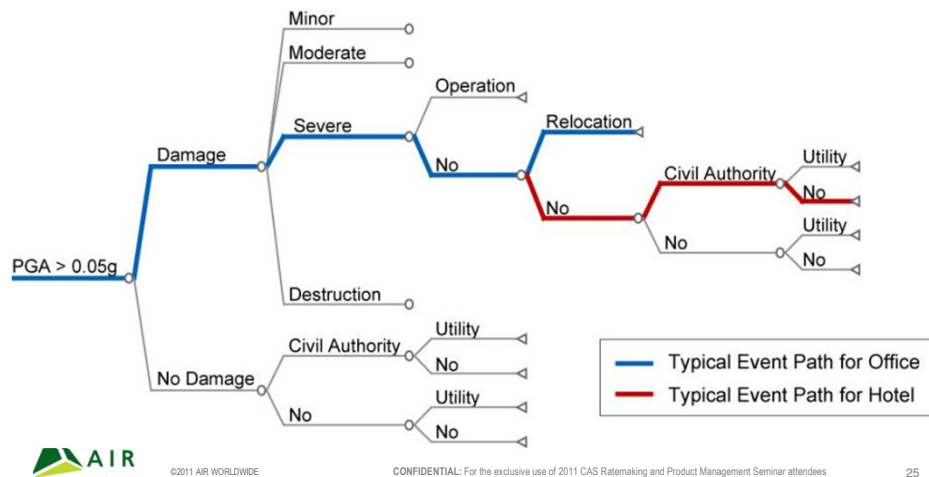 Minor
Moderate
Operation
Severe
Relocation
Damage
Utility
No
Civil Authority
No
No
Utility
No
No
PGA > 0.05g
Destruction
Utility
Civil Authority
No
No Damage
Utility
No
No
Typical Event Path for Office
Typical Event Path for Hotel
AIR
©2011 AIR WORLDWIDE
CONFIDENTIAL: For the exclusive use of 2011 CAS Ratemaking and Product Management Seminar attendees
25